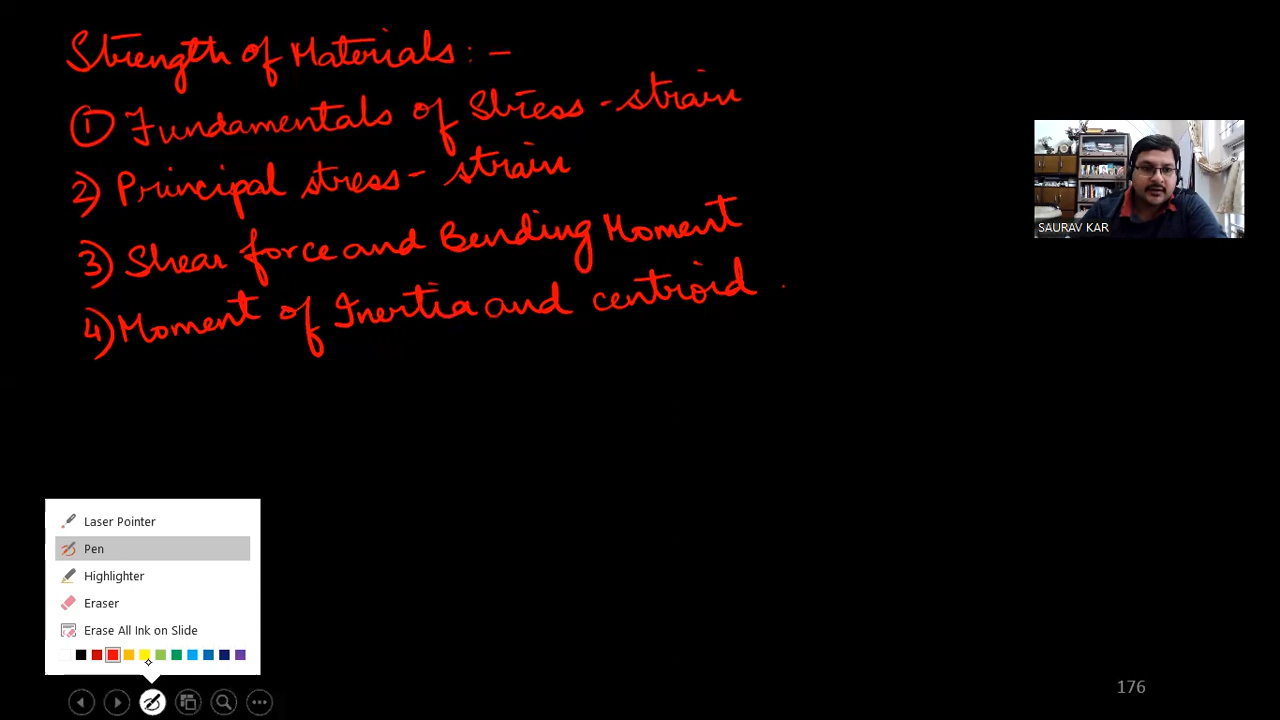 Strength of Materials : -
① Fundamentals of Stress - strain
2) Principal stress - strain
3) Shear force and Bending Moment
4) Moment of Inertia and centroid .
SAURAV KAR
Laser Pointer
Pen
Highlighter
Eraser
Erase All Ink on Slide
176